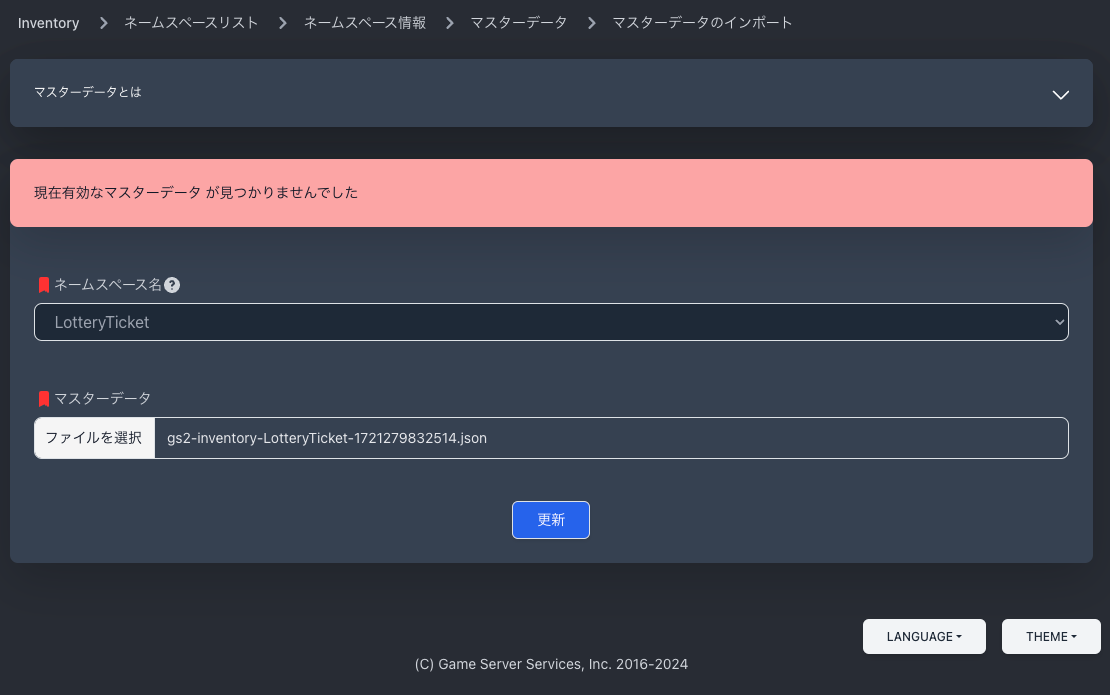 Inventory > ネームスペースリスト > ネームスペース情報 > マスターデータ > マスターデータのインポート
マスターデータとは
現在有効なマスターデータ が見つかりませんでした
ネームスペース名 ?
LotteryTicket
マスターデータ
ファイルを選択 gs2-inventory-LotteryTicket-1721279832514.json
更新
LANGUAGE THEME
(C) Game Server Services, Inc. 2016-2024